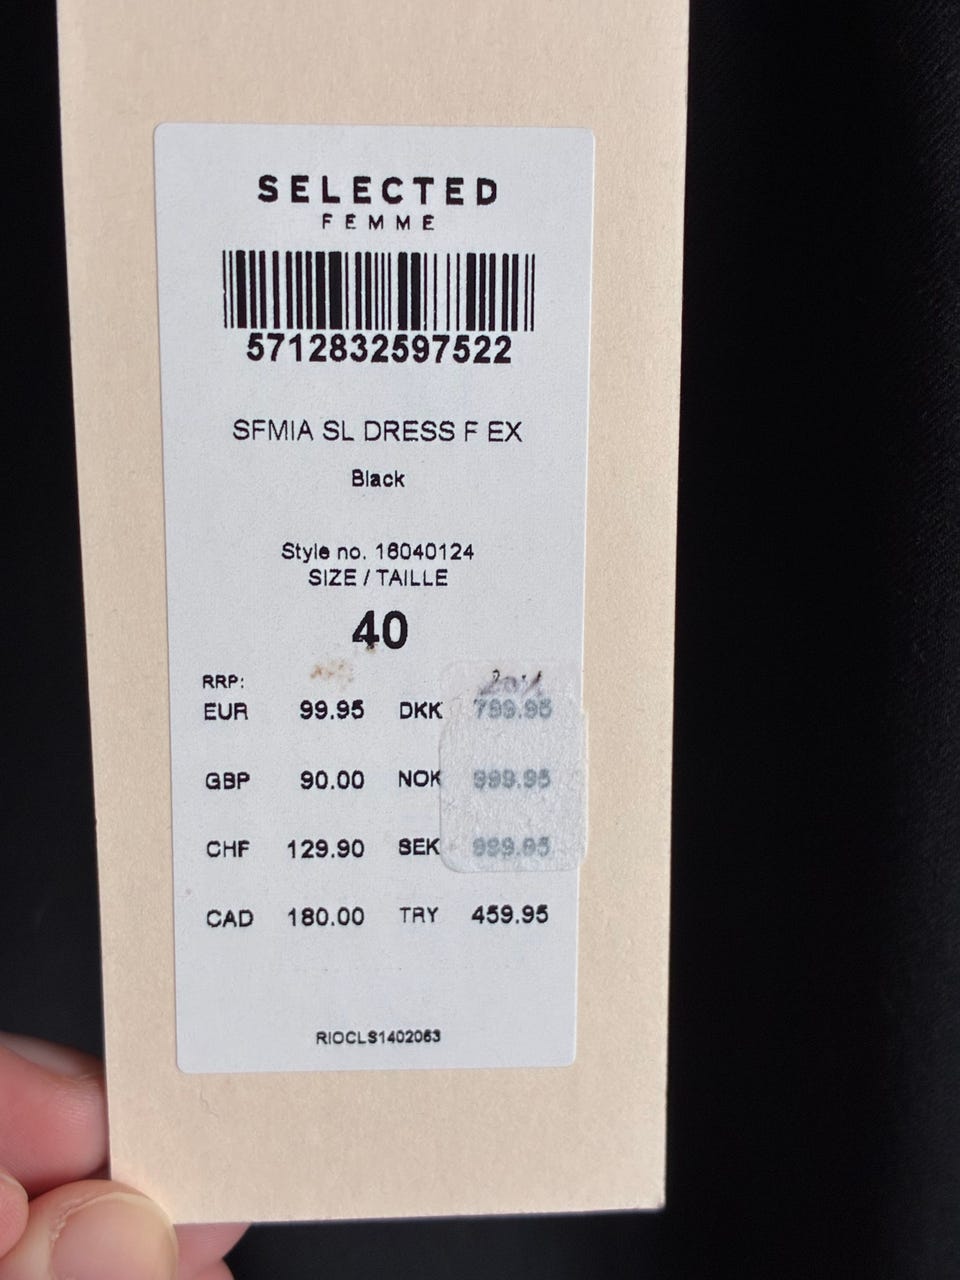 SELECTED
FEMME
5712832597522
SFMIA SL DRESS F EX
Black
Style no. 16040124
SIZE / TAILLE
40
RRP:
EUR 99.95 DKK 799.95
GBP 90.00 NOK 999.95
CHF 129.90 SEK 999.95
CAD 180.00 TRY 459.95
RIOCLS1402063